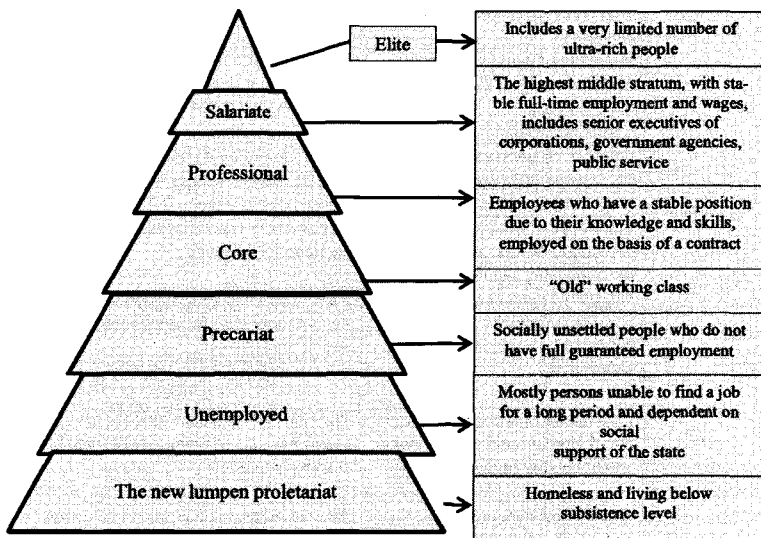 Elite
Includes a very limited number of
ultra-rich people
Salariate
The highest middle stratum, with sta-
ble full-time employment and wages,
includes senior executives of
corporations, government agencies,
public service
Professional
Employees who have a stable position
due to their knowledge and skills,
employed on the basis of a contract
Core
“Old” working class
Precariat
Socially unsettled people who do not
have full guaranteed employment
Unemployed
Mostly persons unable to find a job
for a long period and dependent on
social
support of the state
The new lumpen proletariat
Homeless and living below
subsistence level